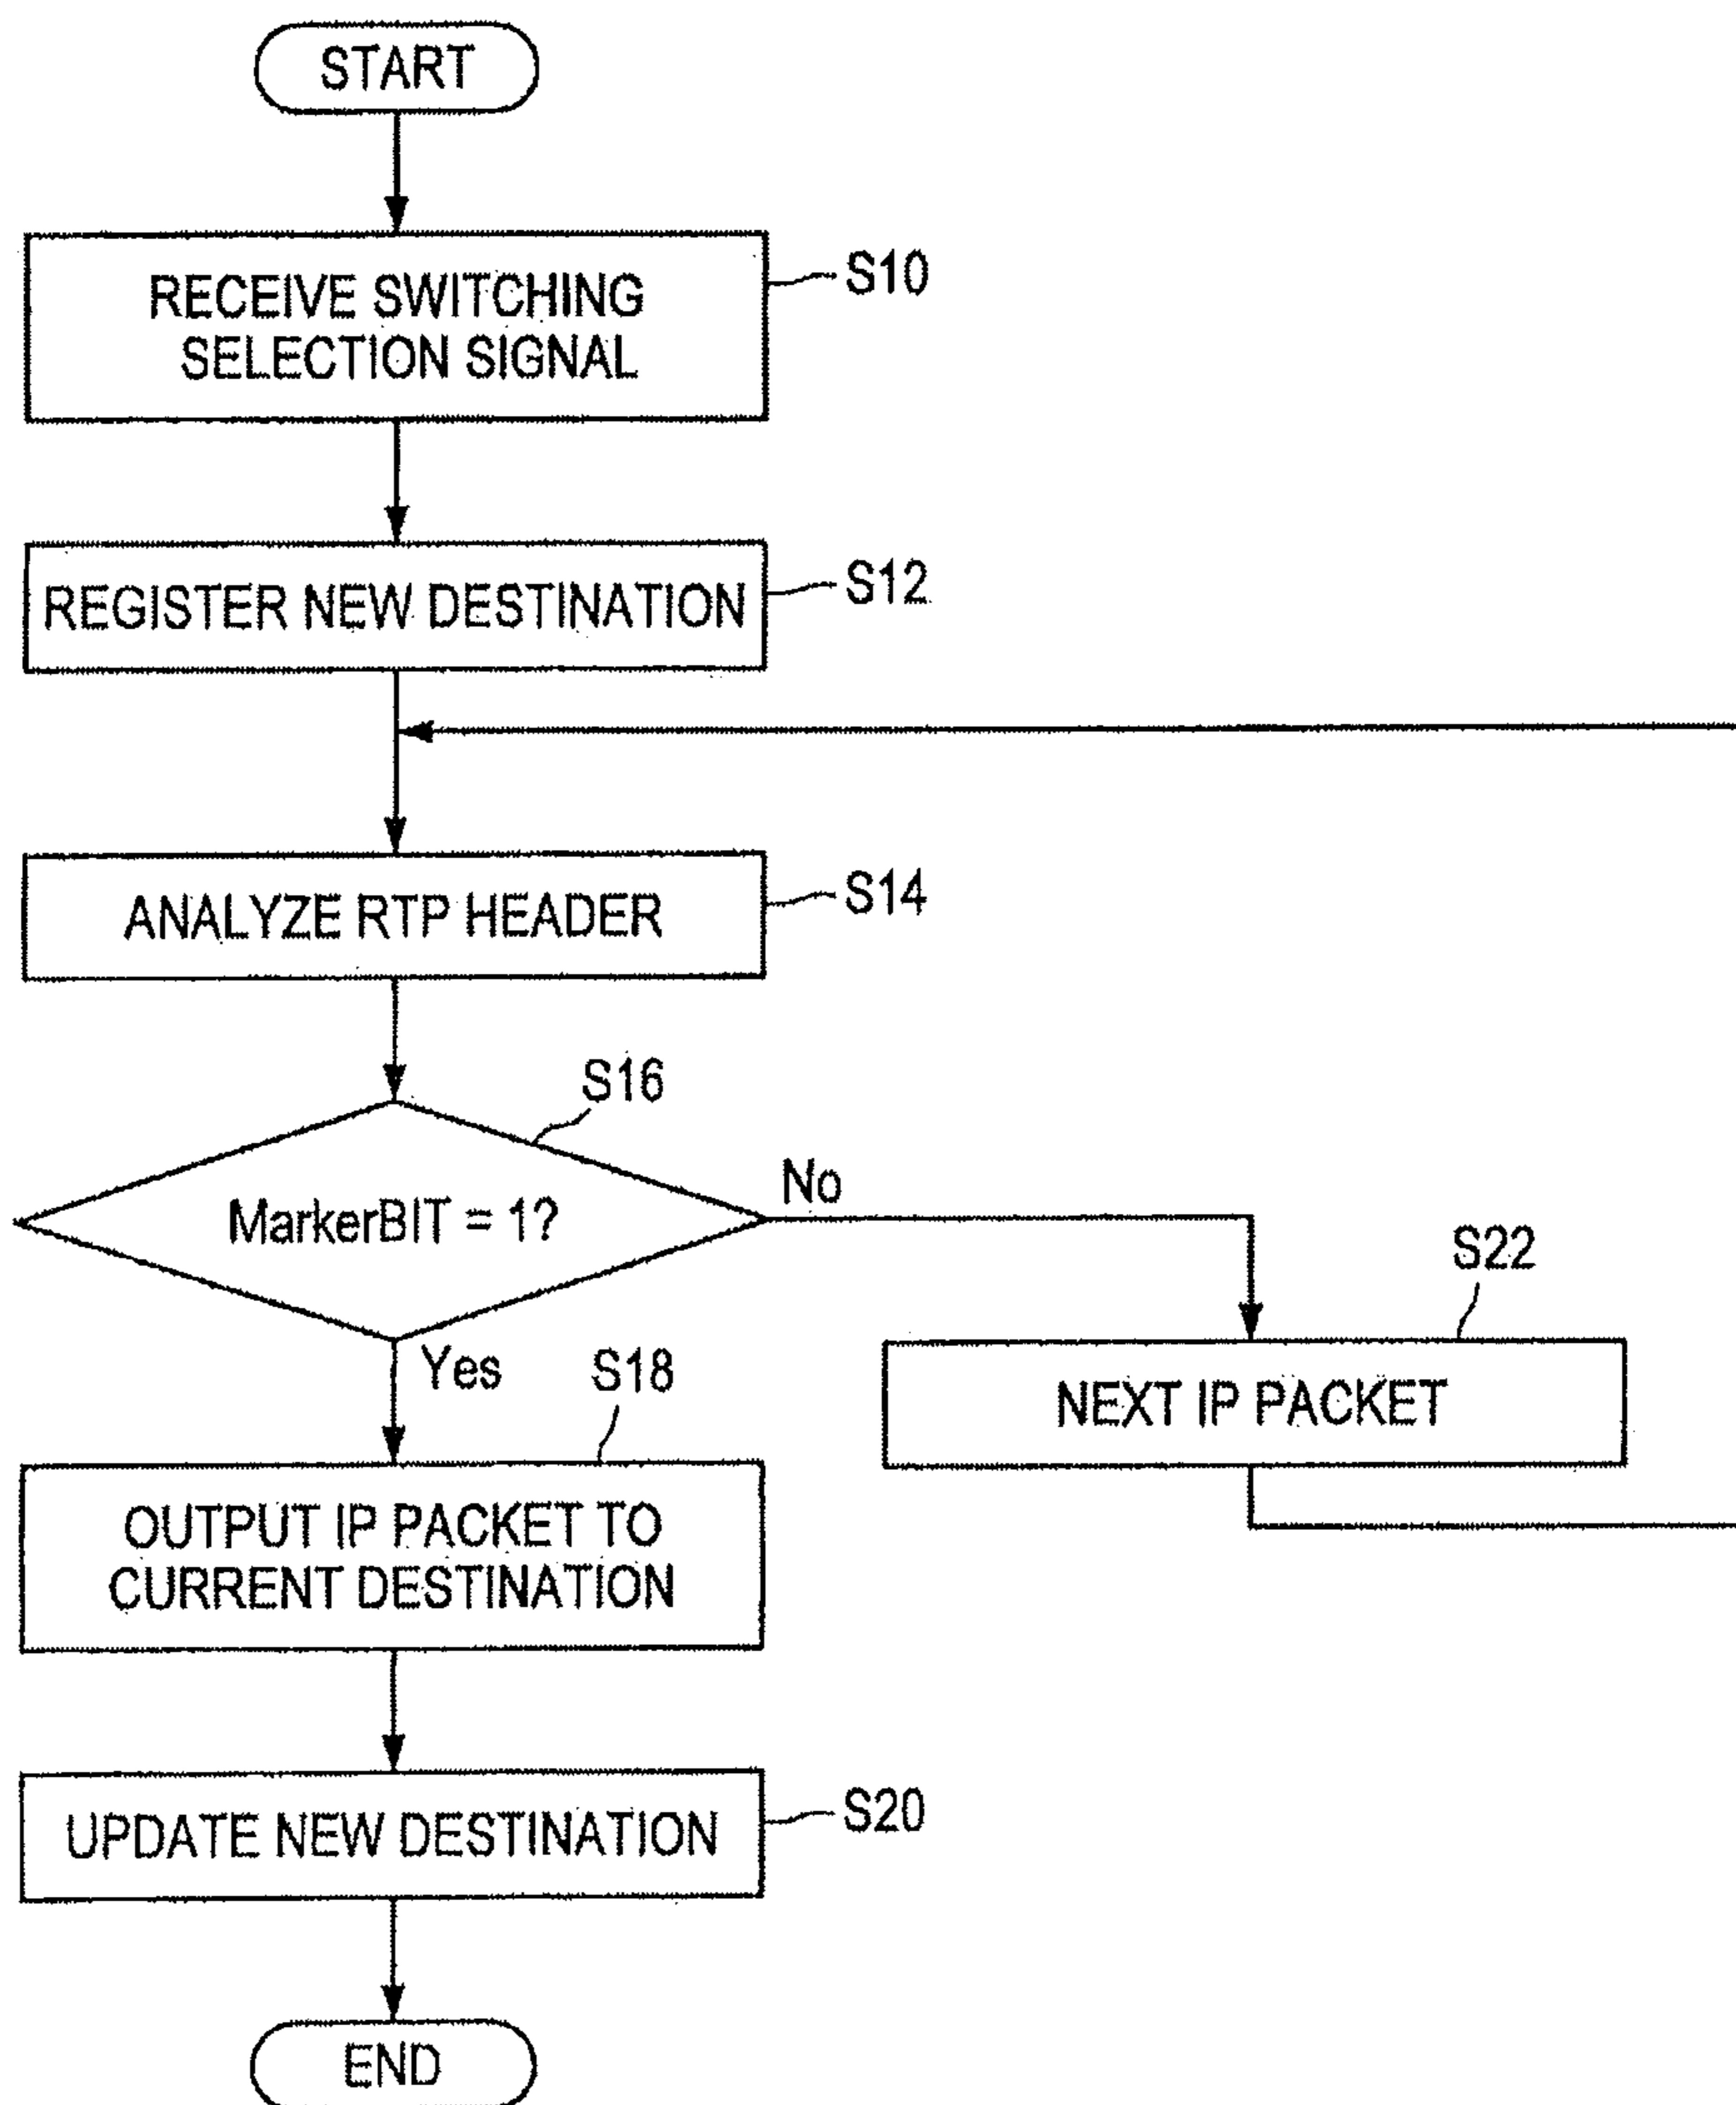 START
RECEIVE SWITCHING
SELECTION SIGNAL
S10
REGISTER NEW DESTINATION
S12
ANALYZE RTP HEADER
S14
S16
MarkerBIT = 1?
No
Yes
S22
NEXT IP PACKET
S18
OUTPUT IP PACKET TO
CURRENT DESTINATION
UPDATE NEW DESTINATION
S20
END